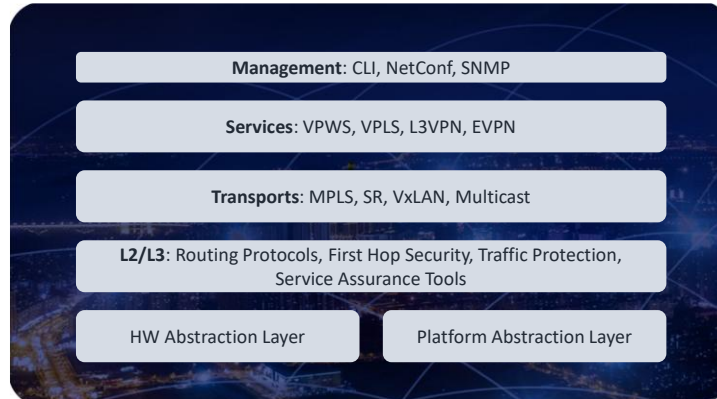 Management: CLI, NetConf, SNMP
Services: VPWS, VPLS, L3VPN, EVPN
Transports: MPLS, SR, VxLAN, Multicast
L2/L3: Routing Protocols, First Hop Security, Traffic Protection,
Service Assurance Tools
HW Abstraction Layer
Platform Abstraction Layer